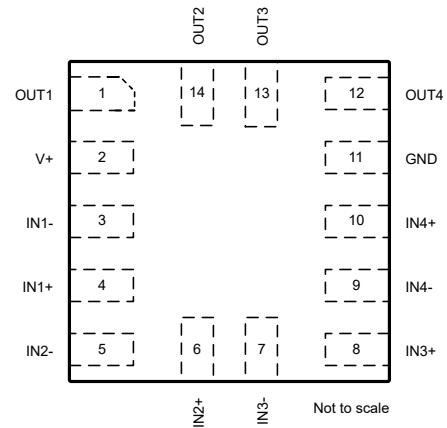 OUT2
OUT3
OUT1
1
14
13
12
OUT4
V+
2
11
GND
IN1-
3
10
IN4+
IN1+
4
9
IN4-
IN2-
5
6
7
8
IN3+
IN2+
IN3-
Not to scale